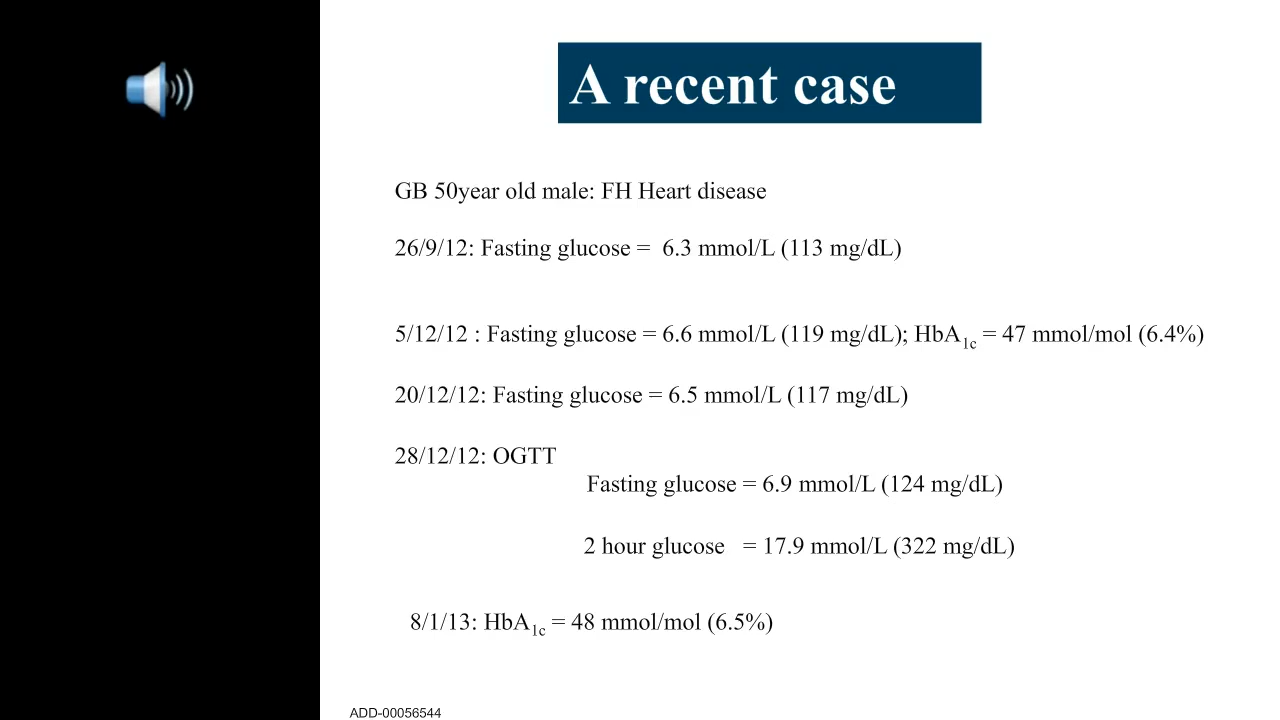 A recent case
GB 50year old male: FH Heart disease
26/9/12: Fasting glucose =  6.3 mmol/L (113 mg/dL)
5/12/12 : Fasting glucose = 6.6 mmol/L (119 mg/dL); HbA1c = 47 mmol/mol (6.4%)
20/12/12: Fasting glucose = 6.5 mmol/L (117 mg/dL)
28/12/12: OGTT
Fasting glucose = 6.9 mmol/L (124 mg/dL)
2 hour glucose   = 17.9 mmol/L (322 mg/dL)
8/1/13: HbA1c = 48 mmol/mol (6.5%)
ADD-00056544